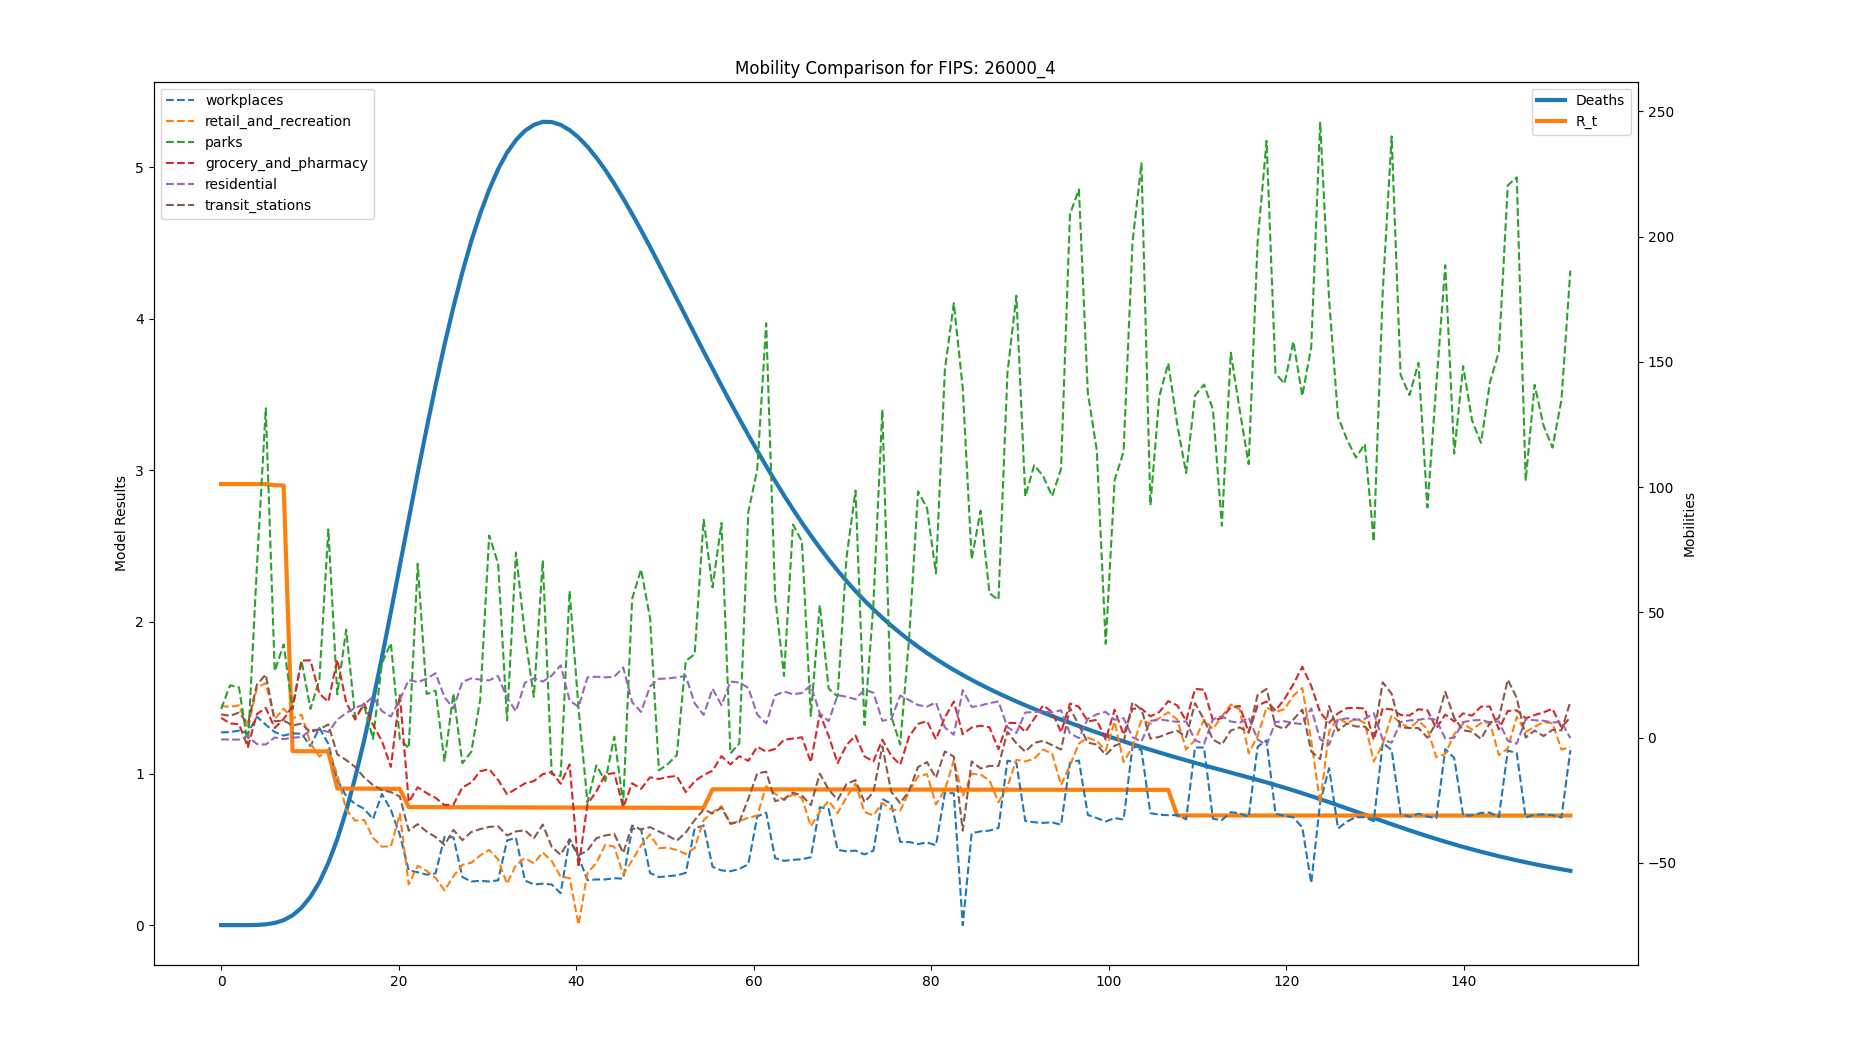 Mobility Comparison for FIPS: 26000_4
workplaces
retail_and_recreation
parks
grocery_and_pharmacy
residential
transit_stations
Deaths
R_t
Model Results
5
4
3
2
1
0
Mobilities
250
200
150
100
50
0
−50
0
20
40
60
80
100
120
140